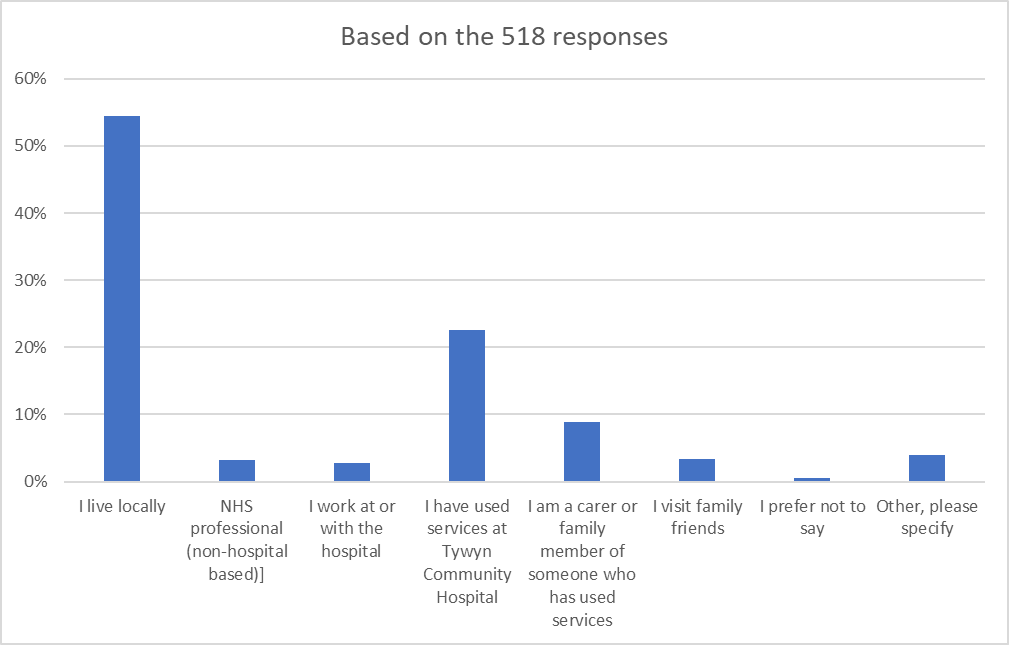 Based on the 518 responses
60%
50%
40%
30%
20%
10%
0%
I live locally
NHS
professional
(non-hospital
based)]
I work at or
with the
hospital
I have used
services at
Tywyn
Community
Hospital
I am a carer or
family
member of
someone who
has used
services
I visit family
friends
I prefer not to
say
Other, please
specify